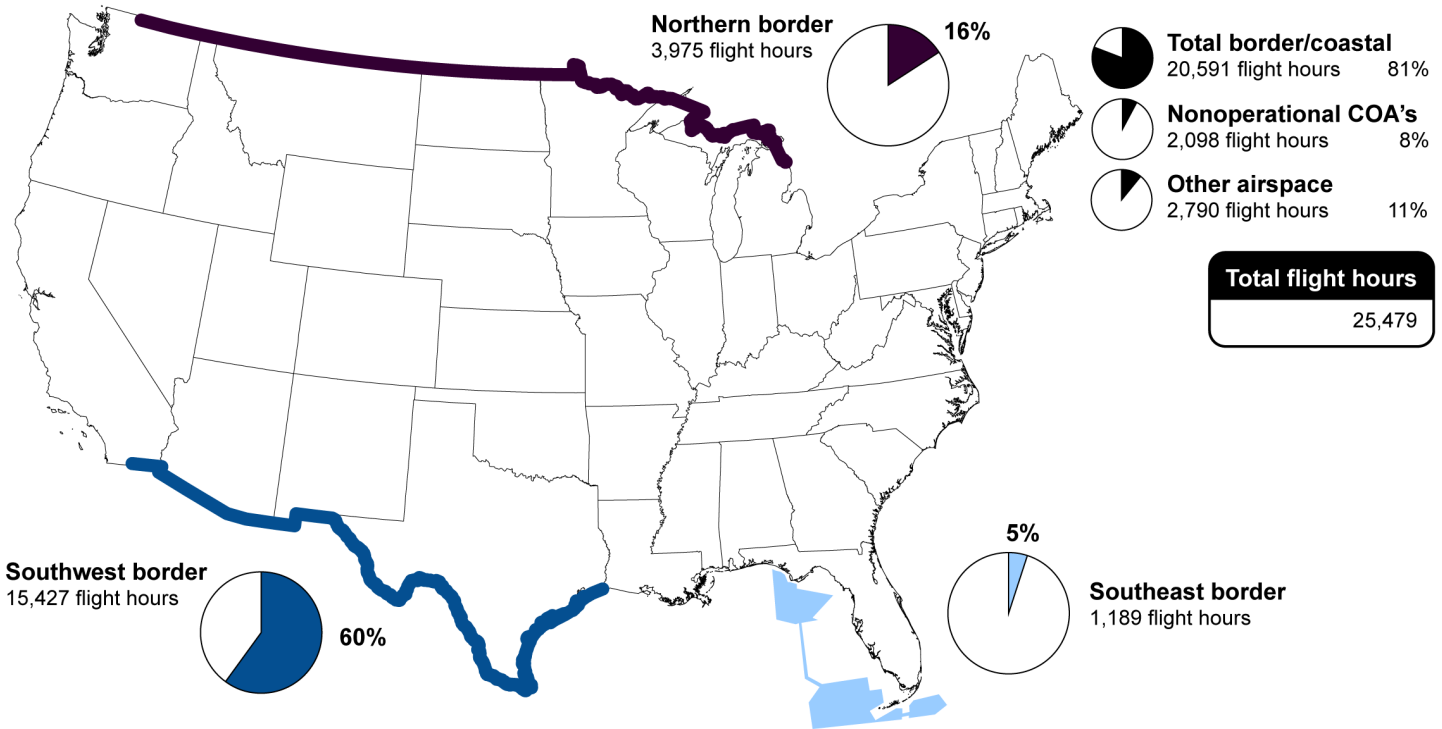 Northern border
3,975 flight hours
16%
Total border/coastal
20,591 flight hours 81%
Nonoperational COA's
2,098 flight hours 8%
Other airspace
2,790 flight hours 11%
Total flight hours
25,479
Southwest border
15,427 flight hours
60%
5%
Southeast border
1,189 flight hours